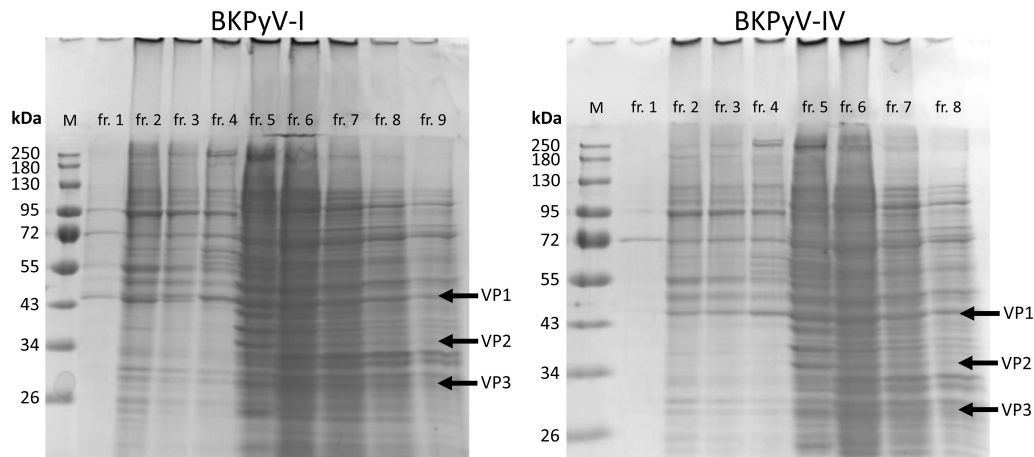 BKPyV-I
kDa M fr. 1 fr. 2 fr. 3 fr. 4 fr. 5 fr. 6 fr. 7 fr. 8 fr. 9
250
180
130
95
72
55
43
34
26
VP1
VP2
VP3
BKPyV-IV
kDa M fr. 1 fr. 2 fr. 3 fr. 4 fr. 5 fr. 6 fr. 7 fr. 8
250
180
130
95
72
55
43
34
26
VP1
VP2
VP3